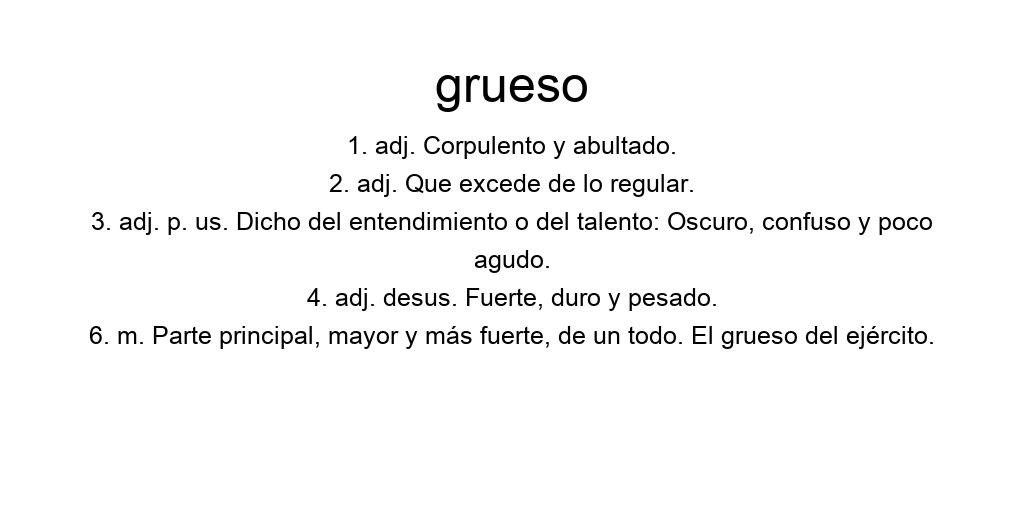 grueso
1. adj. Corpulento y abultado.
2. adj. Que excede de lo regular.
3. adj. p. us. Dicho del entendimiento o del talento: Oscuro, confuso y poco
agudo.
4. adj. desus. Fuerte, duro y pesado.
6. m. Parte principal, mayor y más fuerte, de un todo. El grueso del ejército.